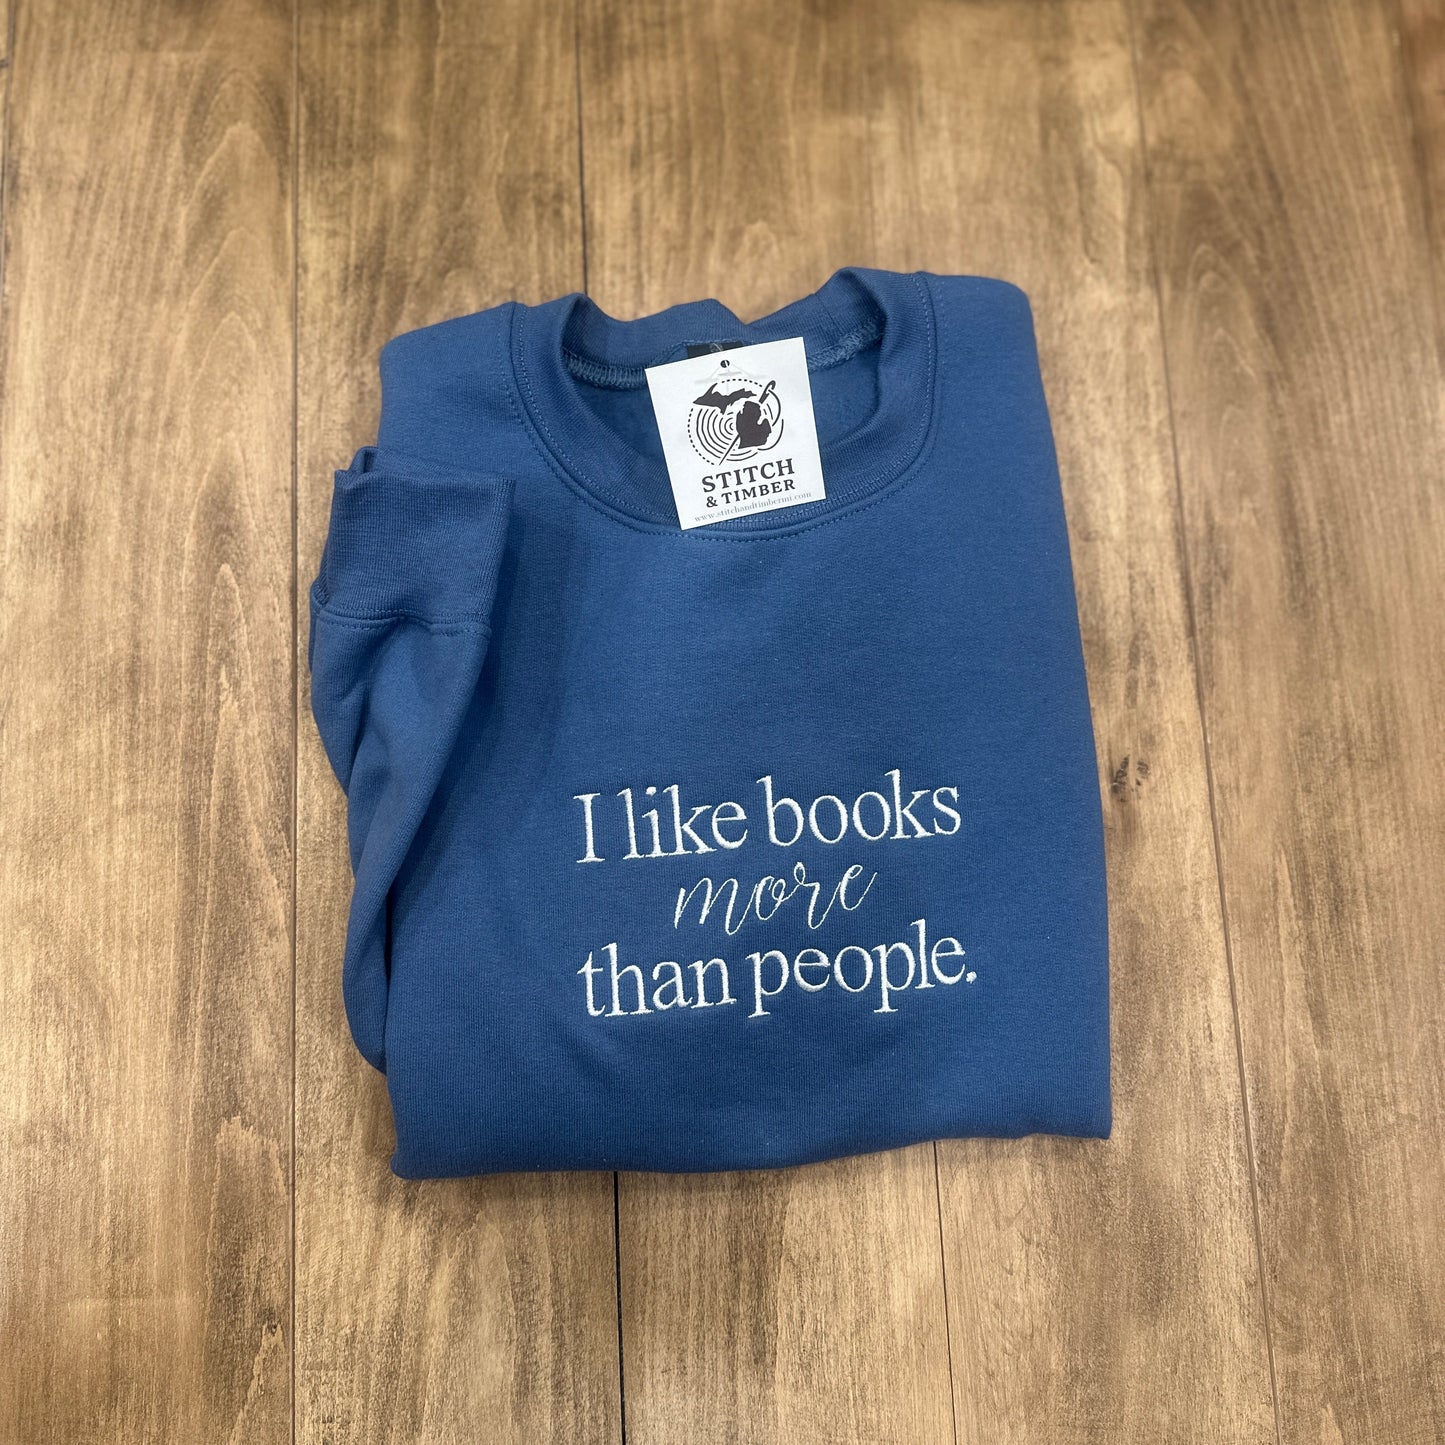 STITCH
& TIMBER
www.stitchandtimbermi.com
I like books
more
than people.